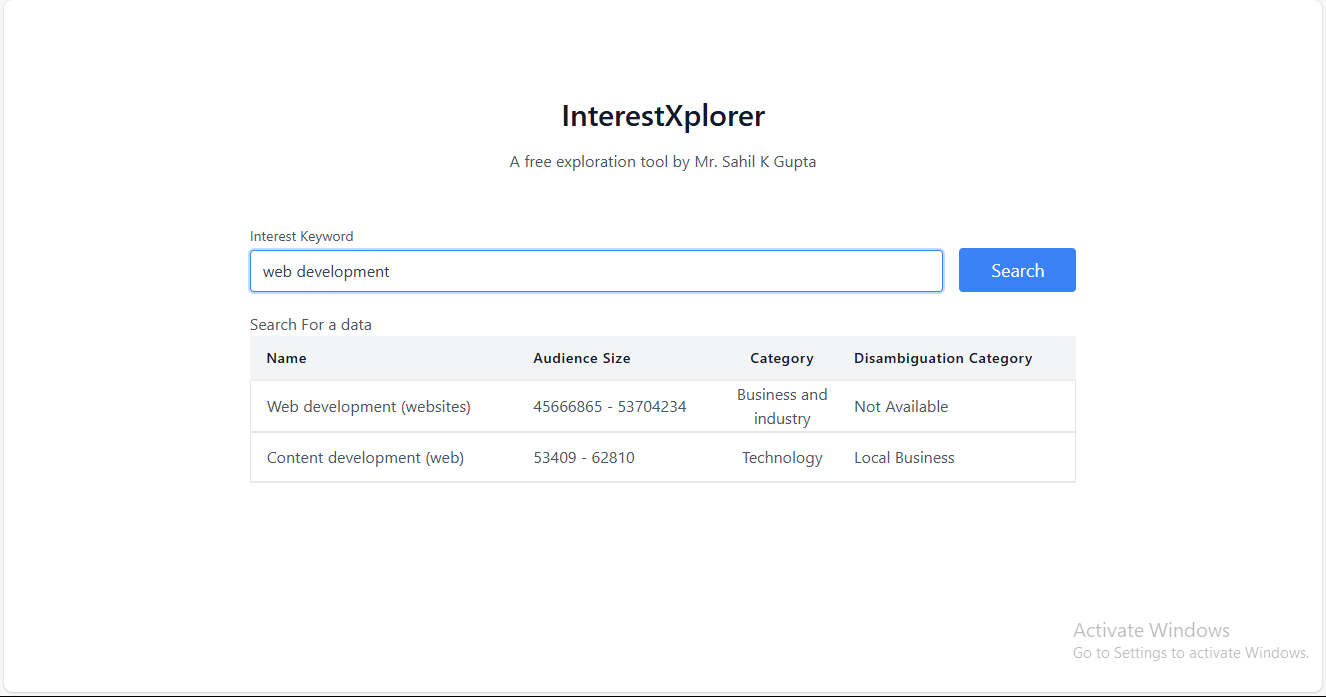 InterestXplorer
A free exploration tool by Mr. Sahil K Gupta
Interest Keyword
web development
Search
Search For a data
Name Audience Size Category Disambiguation Category
Web development (websites) 45666865 - 53704234 Business and industry Not Available
Content development (web) 53409 - 62810 Technology Local Business
Activate Windows
Go to Settings to activate Windows.